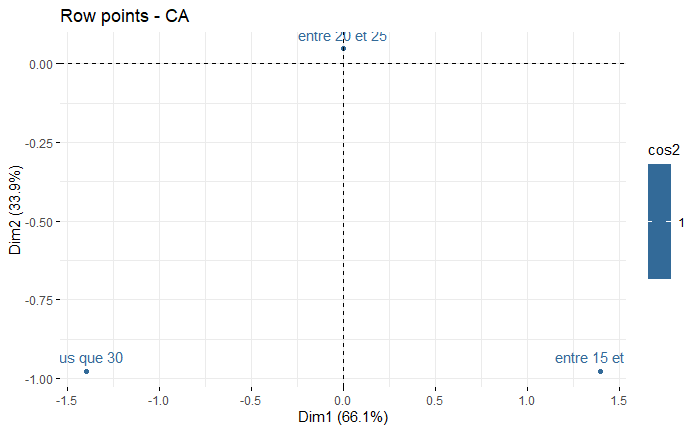 Row points - CA
entre 20 et 25
0.00
-0.25
-0.50
-0.75
-1.00
Dim2 (33.9%)
us que 30
entre 15 et
-1.5
-1.0
-0.5
0.0
0.5
1.0
1.5
Dim1 (66.1%)
cos2
1